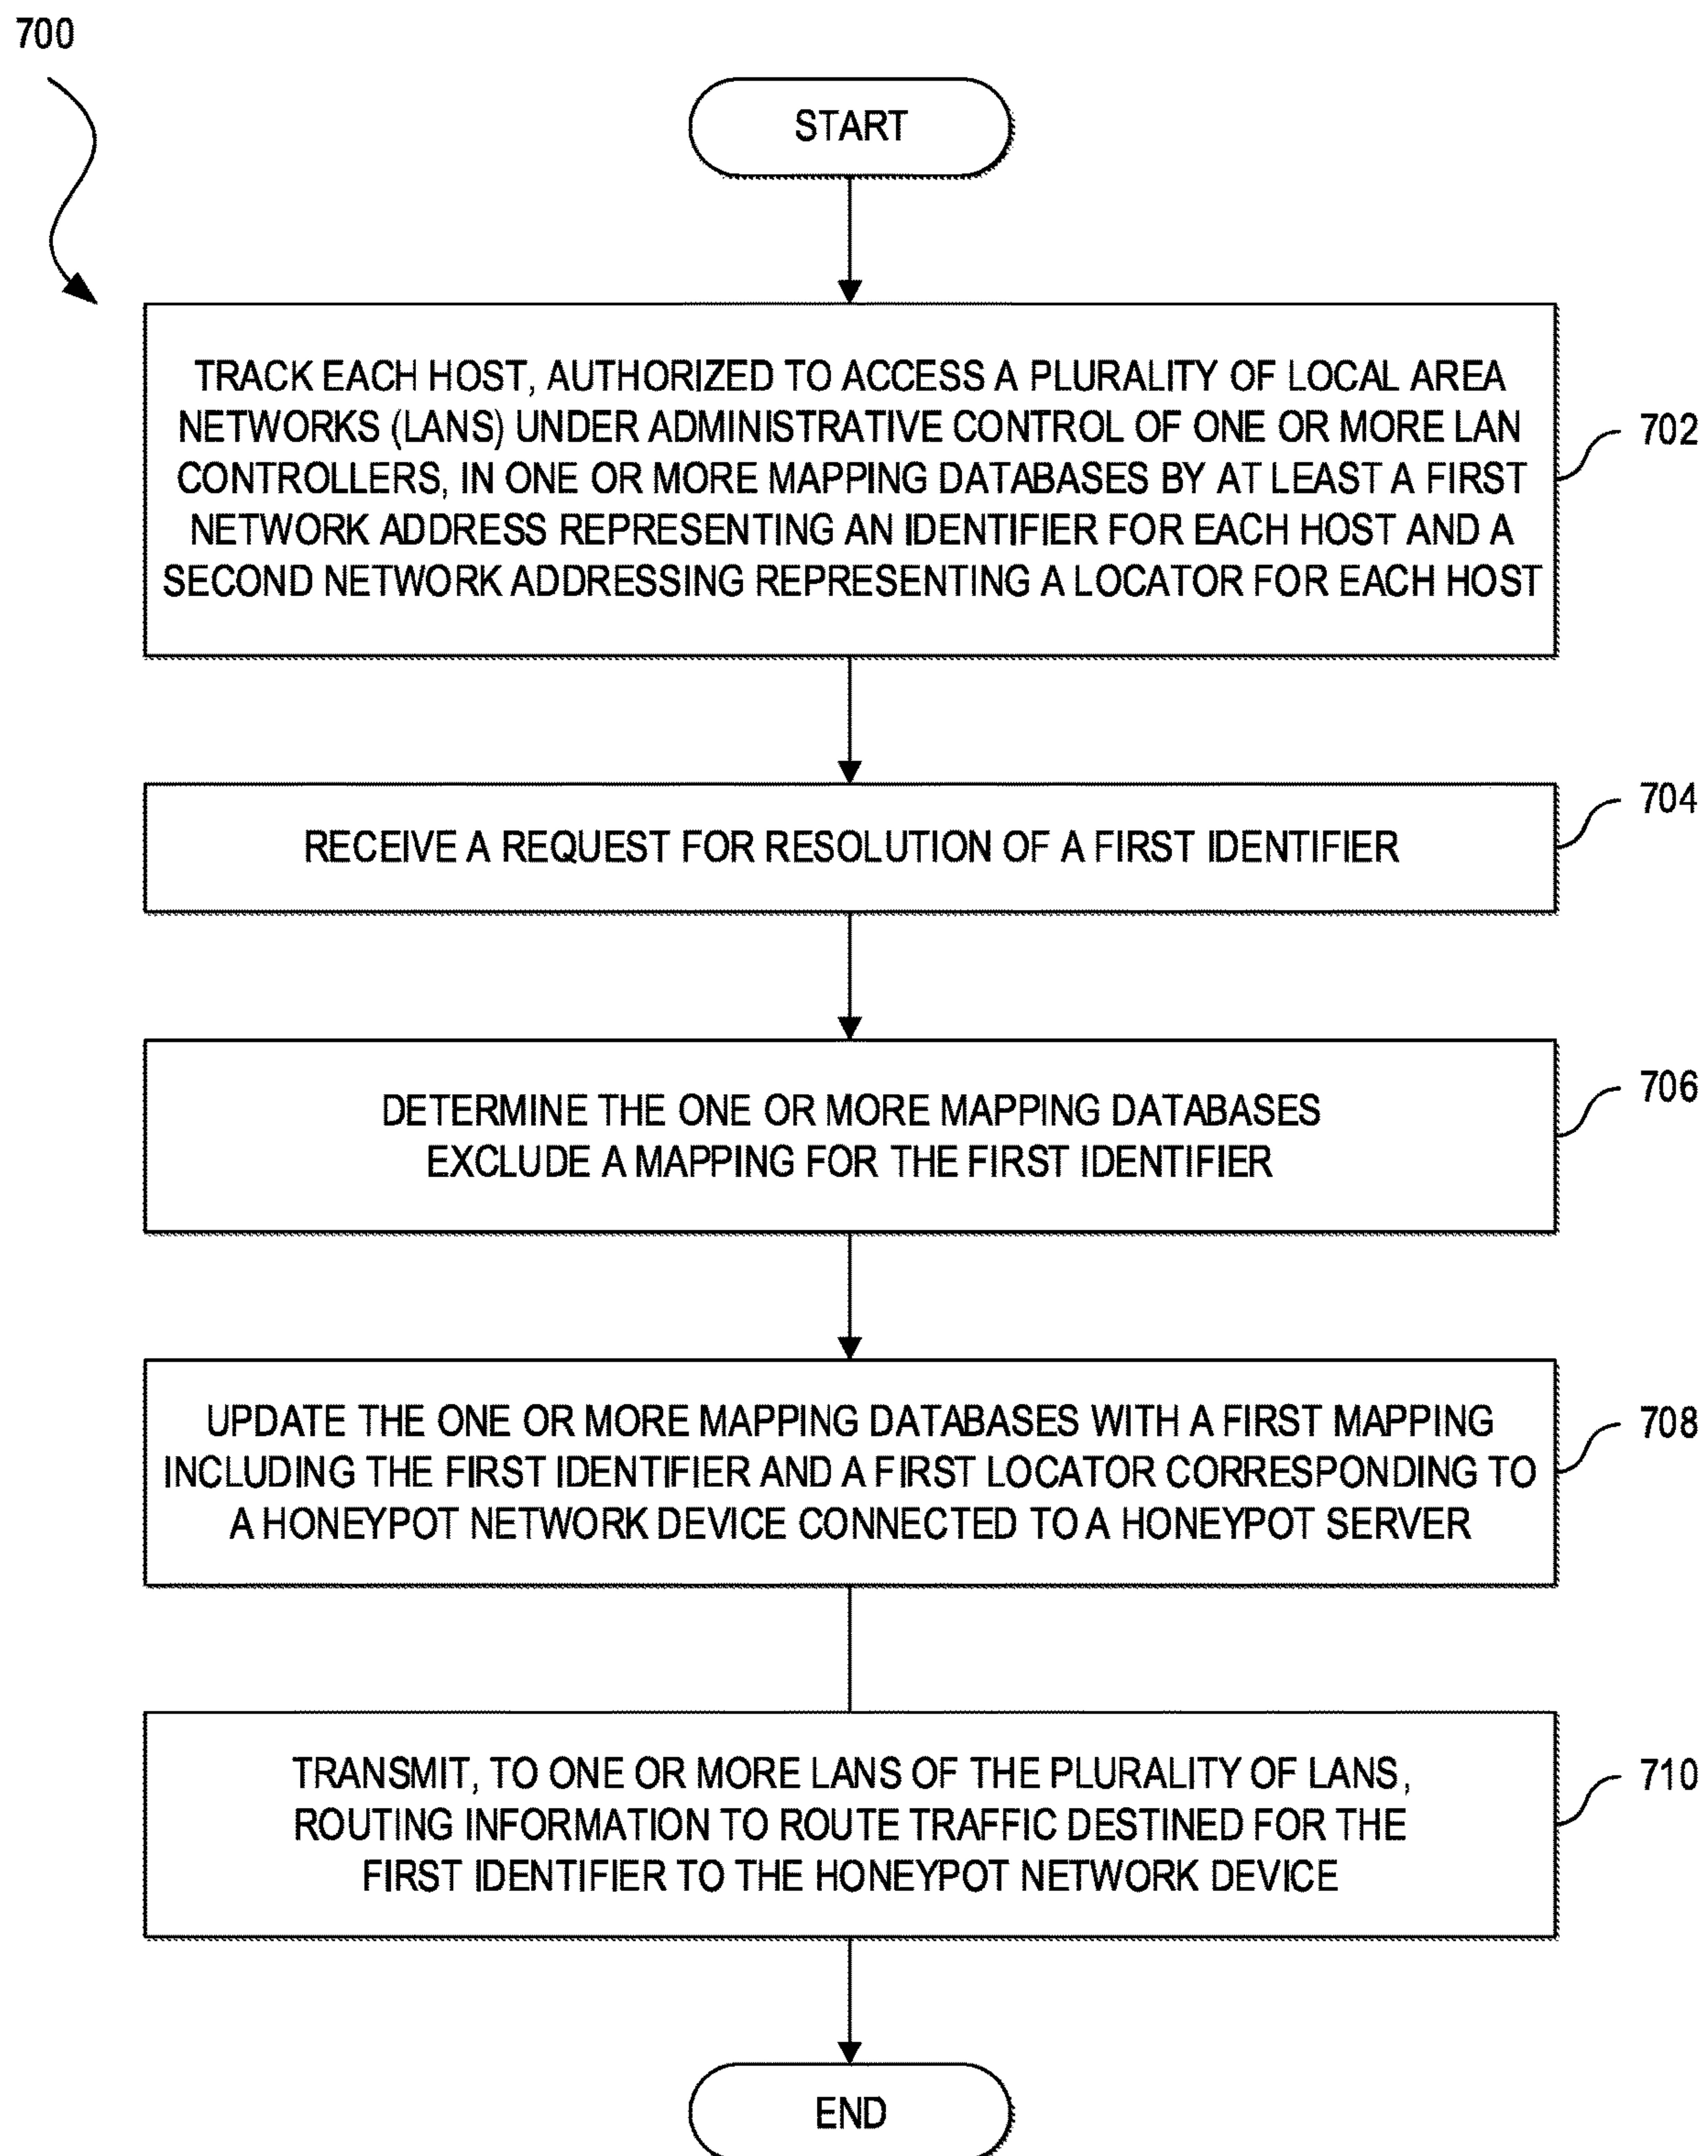 700
START
TRACK EACH HOST, AUTHORIZED TO ACCESS A PLURALITY OF LOCAL AREA
NETWORKS (LANS) UNDER ADMINISTRATIVE CONTROL OF ONE OR MORE LAN
CONTROLLERS, IN ONE OR MORE MAPPING DATABASES BY AT LEAST A FIRST
NETWORK ADDRESS REPRESENTING AN IDENTIFIER FOR EACH HOST AND A
SECOND NETWORK ADDRESSING REPRESENTING A LOCATOR FOR EACH HOST
702
RECEIVE A REQUEST FOR RESOLUTION OF A FIRST IDENTIFIER
704
DETERMINE THE ONE OR MORE MAPPING DATABASES
EXCLUDE A MAPPING FOR THE FIRST IDENTIFIER
706
UPDATE THE ONE OR MORE MAPPING DATABASES WITH A FIRST MAPPING
INCLUDING THE FIRST IDENTIFIER AND A FIRST LOCATOR CORRESPONDING TO
A HONEYPOT NETWORK DEVICE CONNECTED TO A HONEYPOT SERVER
708
TRANSMIT, TO ONE OR MORE LANS OF THE PLURALITY OF LANS,
ROUTING INFORMATION TO ROUTE TRAFFIC DESTINED FOR THE
FIRST IDENTIFIER TO THE HONEYPOT NETWORK DEVICE
710
END